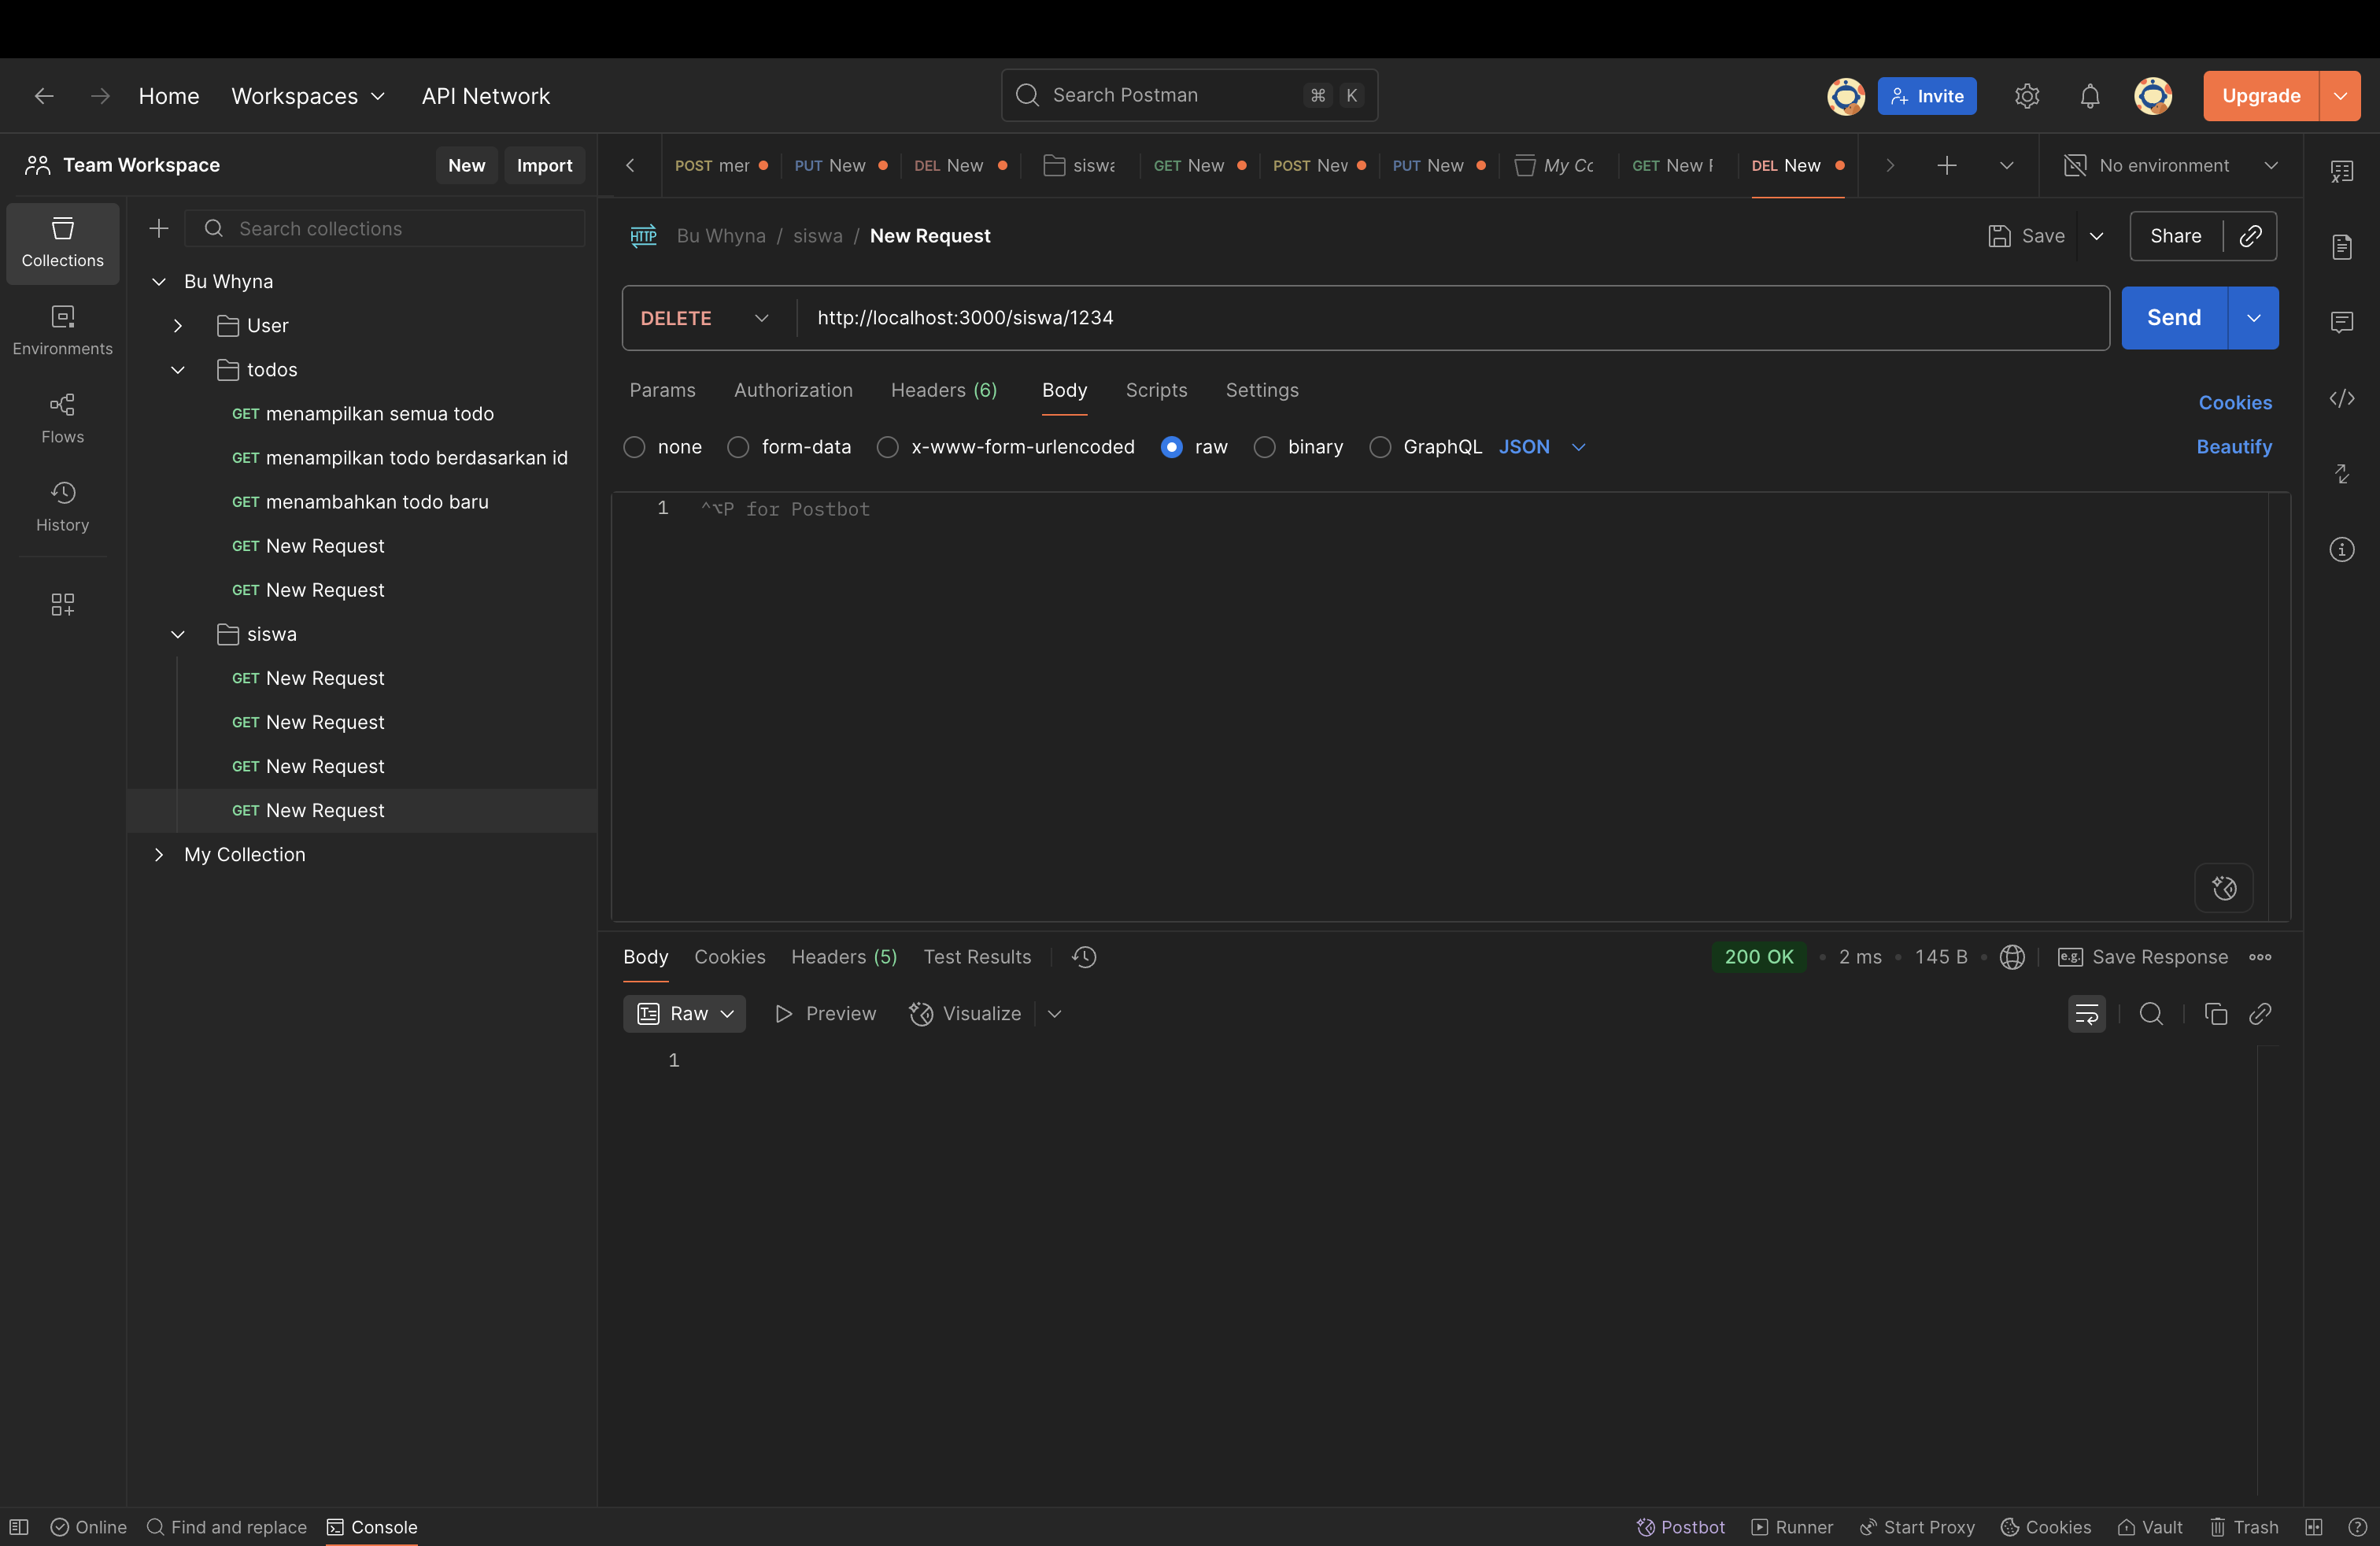 Home Workspaces API Network Search Postman ⌘ K Invite Upgrade
Team Workspace New Import
POST mer PUT New DEL New siswa GET New POST New PUT New My Co GET New F DEL New No environment
Collections
Environments
Flows
History
Search collections
Bu Whyna
User
todos
GET menampilkan semua todo
GET menampilkan todo berdasarkan id
GET menambahkan todo baru
GET New Request
GET New Request
siswa
GET New Request
GET New Request
GET New Request
GET New Request
My Collection
HTTP Bu Whyna / siswa / New Request Save Share
DELETE http://localhost:3000/siswa/1234 Send
Params Authorization Headers (6) Body Scripts Settings Cookies
none form-data x-www-form-urlencoded raw binary GraphQL JSON Beautify
1 ^⌥P for Postbot
Body Cookies Headers (5) Test Results 200 OK • 2 ms • 145 B • e.g. Save Response
Raw Preview Visualize
1
Online Find and replace Console Postbot Runner Start Proxy Cookies Vault Trash